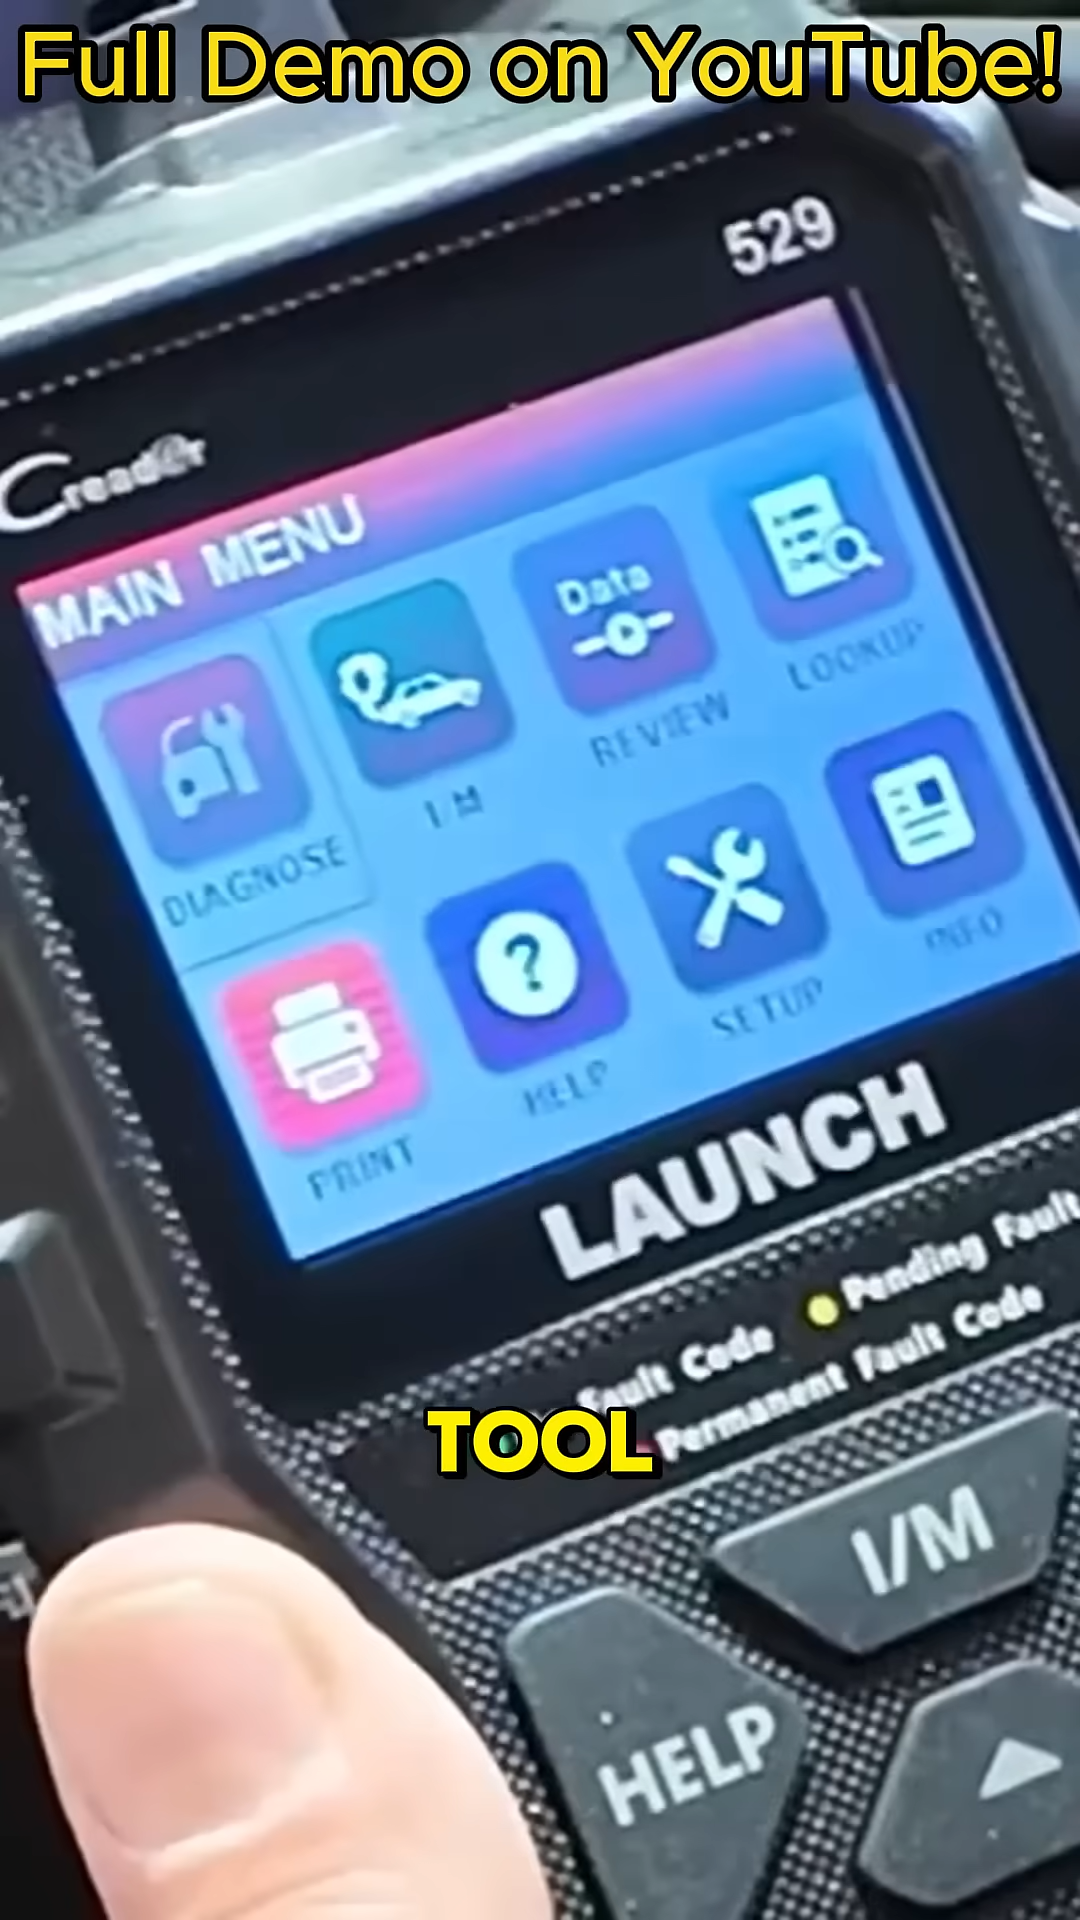 Full Demo on YouTube!
529
Creader
MAIN MENU
Data
DIAGNOSE
I/M
REVIEW
LOOKUP
PRINT
HELP
SETUP
INFO
LAUNCH
Pending Fault
Fault Code
Permanent Fault Code
TOOL
I/M
HELP